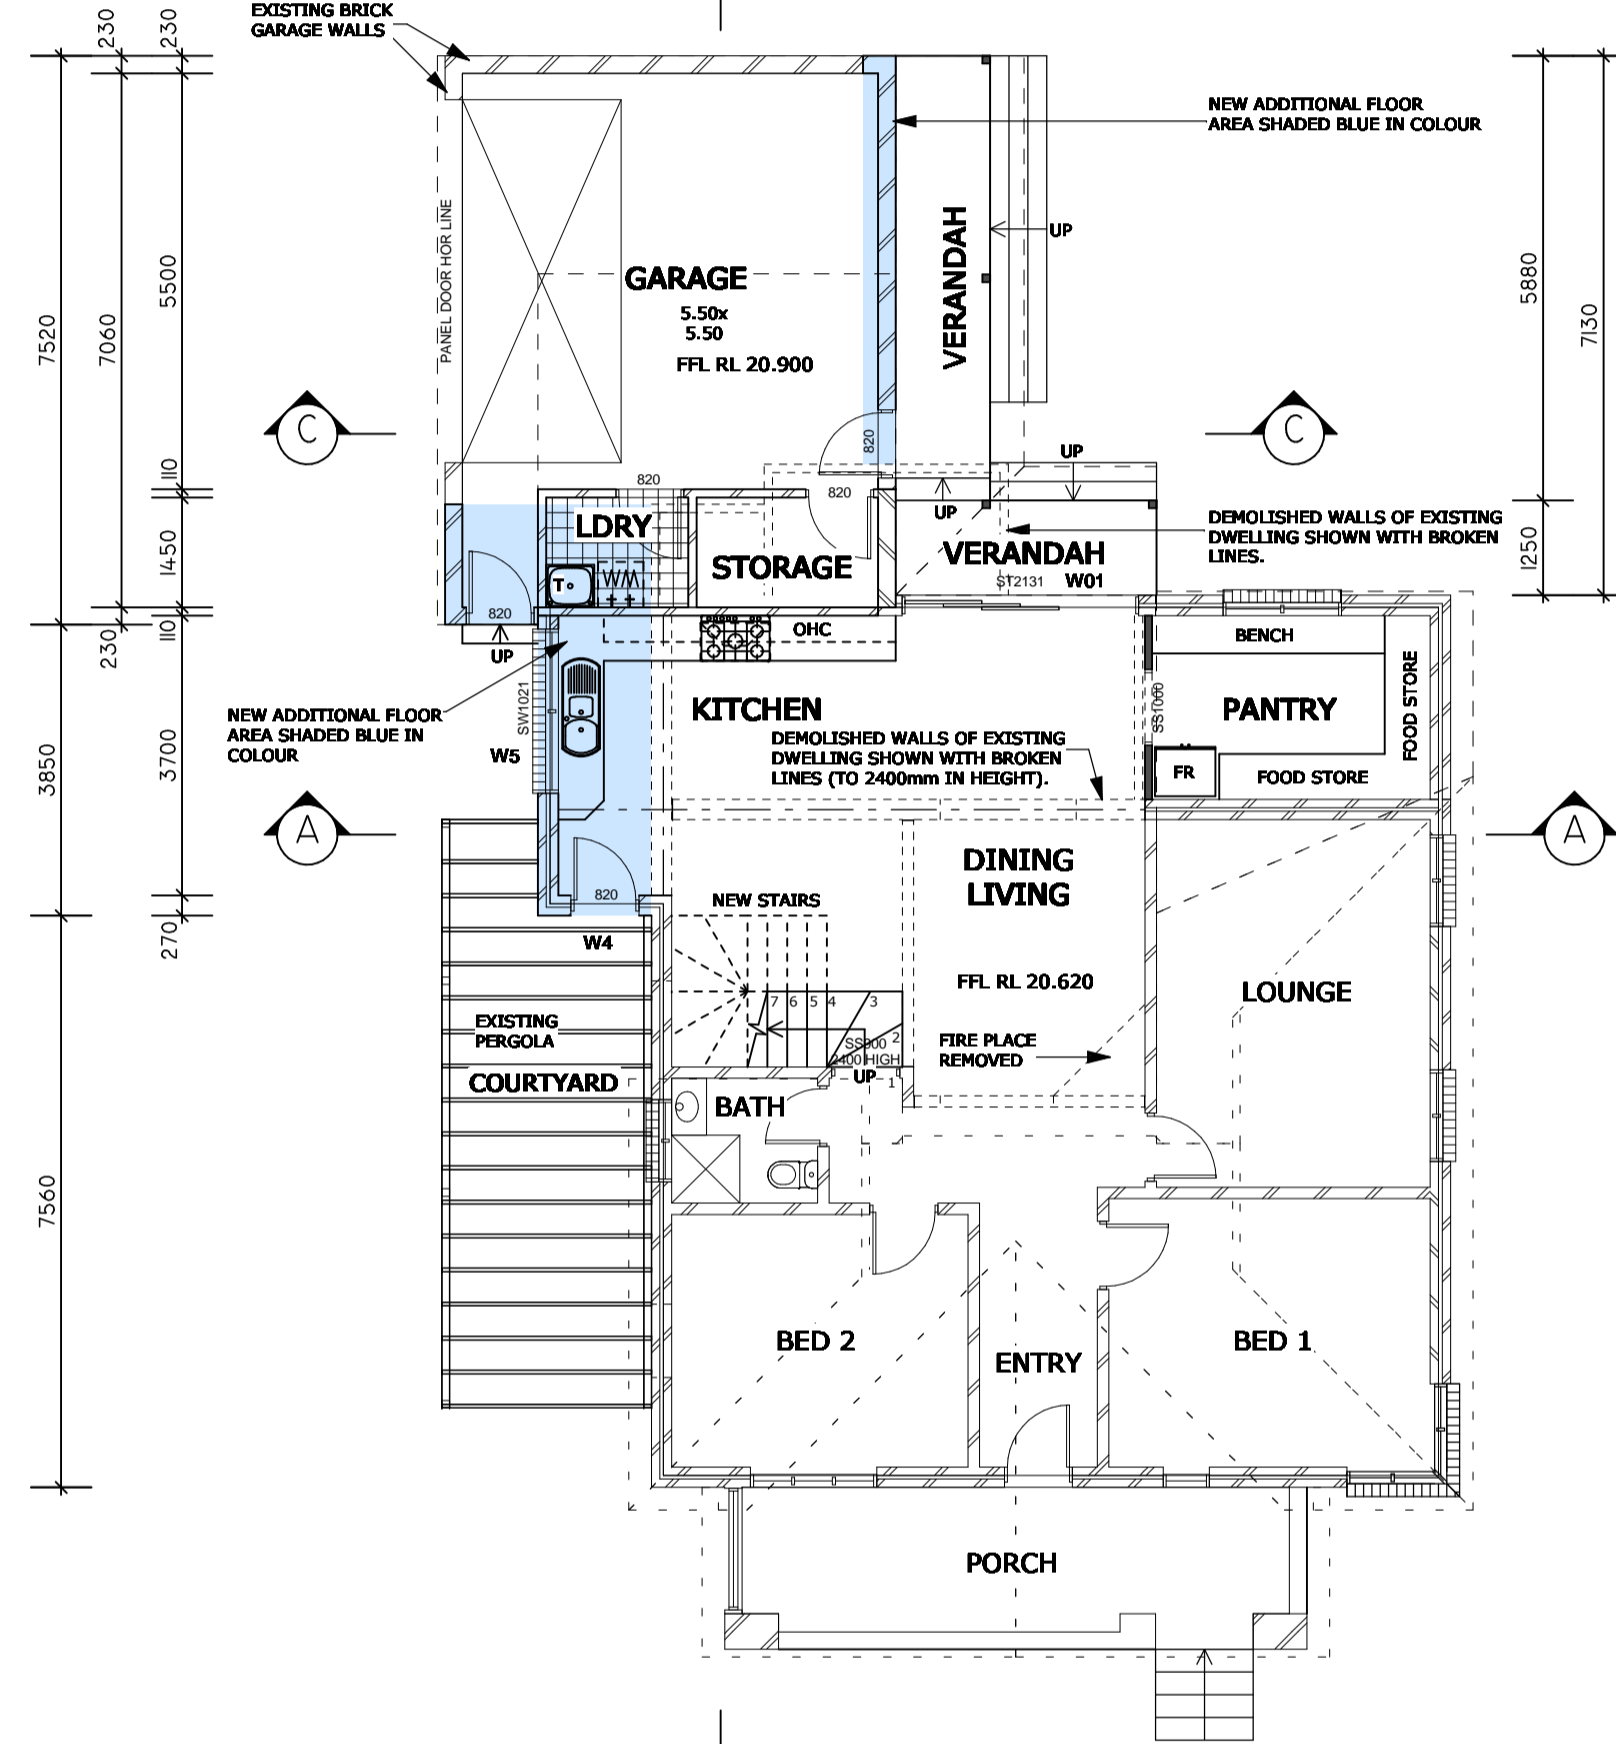 EXISTING BRICK
GARAGE WALLS
230
230
7520
7060
5500
110
1450
230
110
3850
3700
270
7560
5880
7130
1250
NEW ADDITIONAL FLOOR
AREA SHADED BLUE IN COLOUR
PANEL DOOR HOR LINE
GARAGE
5.50x
5.50
FFL RL 20.900
VERANDAH
UP
C
C
820
820
820
UP
UP
LDRY
STORAGE
VERANDAH
ST2131
W01
DEMOLISHED WALLS OF EXISTING
DWELLING SHOWN WITH BROKEN
LINES.
T
WM
820
UP
OHC
BENCH
SW1021
KITCHEN
SS1000
PANTRY
FOOD STORE
NEW ADDITIONAL FLOOR
AREA SHADED BLUE IN
COLOUR
W5
DEMOLISHED WALLS OF EXISTING
DWELLING SHOWN WITH BROKEN
LINES (TO 2400mm IN HEIGHT).
FR
FOOD STORE
A
A
DINING
LIVING
820
NEW STAIRS
W4
FFL RL 20.620
LOUNGE
7 6 5 4 3
2
1
SS900
2400 HIGH
UP
EXISTING
PERGOLA
COURTYARD
FIRE PLACE
REMOVED
BATH
BED 2
ENTRY
BED 1
PORCH